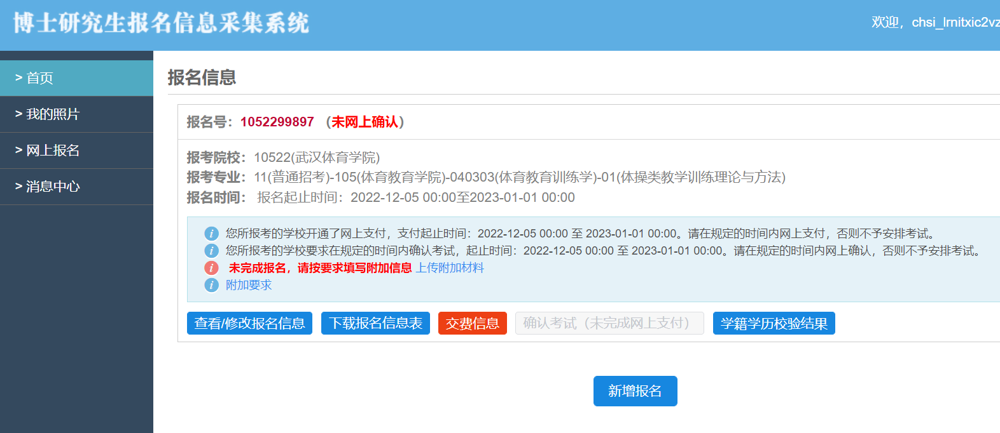 博士研究生报名信息采集系统
欢迎，chsi_lrnitxic2vz
> 首页
> 我的照片
> 网上报名
> 消息中心
报名信息
报名号：1052299897 （未网上确认）
报考院校：10522(武汉体育学院)
报考专业：11(普通招考)-105(体育教育学院)-040303(体育教育训练学)-01(体操类教学训练理论与方法)
报名时间： 报名起止时间：2022-12-05 00:00至2023-01-01 00:00
您所报考的学校开通了网上支付，支付起止时间：2022-12-05 00:00 至 2023-01-01 00:00。请在规定的时间内网上支付，否则不予安排考试。
您所报考的学校要求在规定的时间内确认考试，起止时间：2022-12-05 00:00 至 2023-01-01 00:00。请在规定的时间内网上确认，否则不予安排考试。
未完成报名，请按要求填写附加信息 上传附加材料
附加要求
查看/修改报名信息 下载报名信息表 交费信息 确认考试（未完成网上支付） 学籍学历校验结果
新增报名